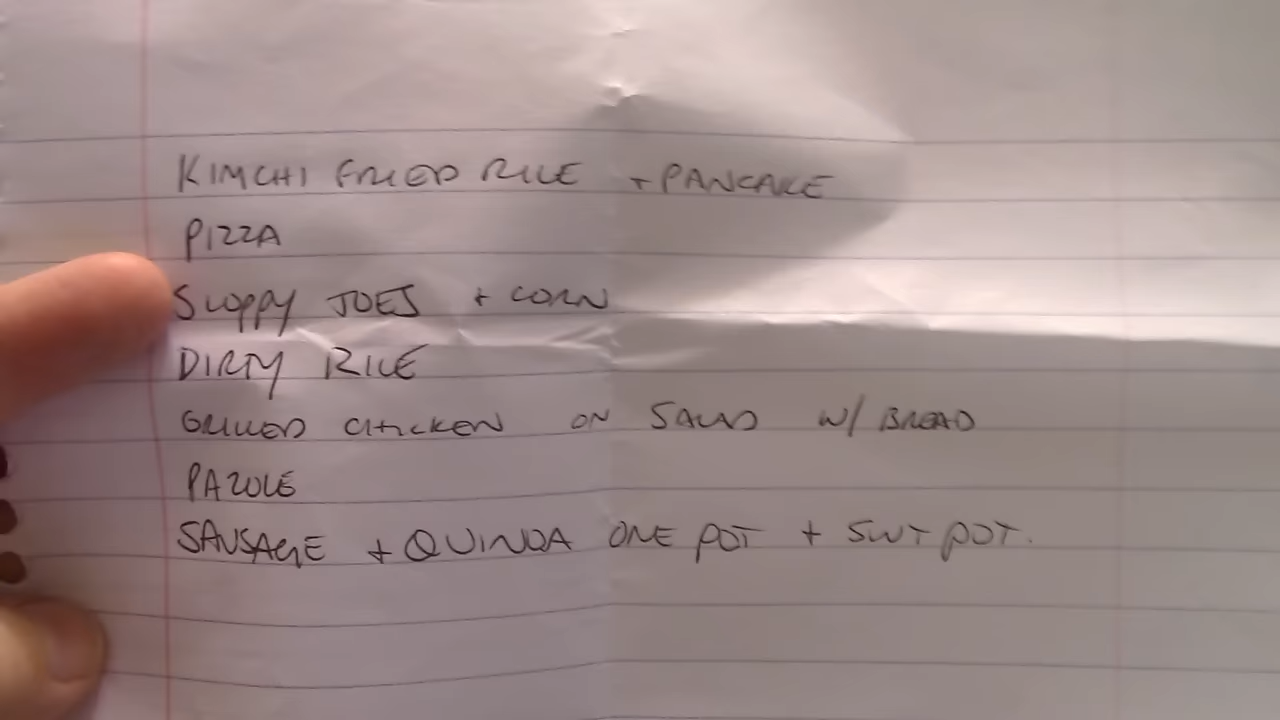 KIMCHI FRIED RICE + PANCAKE
PIZZA
SLOPPY JOES + CORN
DIRTY RICE
GRILLED CHICKEN ON SALAD W/ BREAD
PAZOLE
SAUSAGE + QUINOA ONE POT + SWT POT.